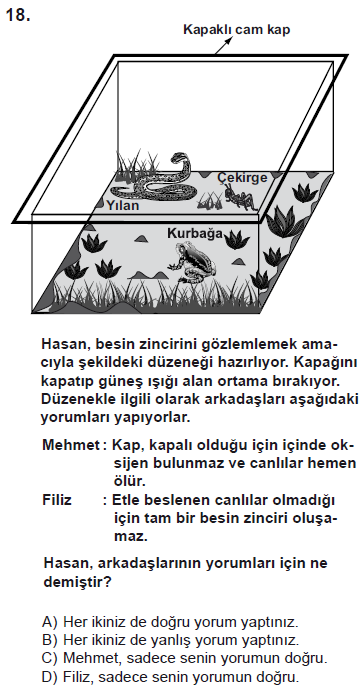 18.
Kapaklı cam kap
Çekirge
Yılan
Kurbağa
Hasan, besin zincirini gözlemlemek ama-
cıyla şekildeki düzeneği hazırlıyor. Kapağını
kapatıp güneş ışığı alan ortama bırakıyor.
Düzenekle ilgili olarak arkadaşları aşağıdaki
yorumları yapıyorlar.
Mehmet : Kap, kapalı olduğu için içinde ok-
sijen bulunmaz ve canlılar hemen
ölür.
Filiz : Etle beslenen canlılar olmadığı
için tam bir besin zinciri oluşa-
maz.
Hasan, arkadaşlarının yorumları için ne
demiştir?
A) Her ikiniz de doğru yorum yaptınız.
B) Her ikiniz de yanlış yorum yaptınız.
C) Mehmet, sadece senin yorumun doğru.
D) Filiz, sadece senin yorumun doğru.